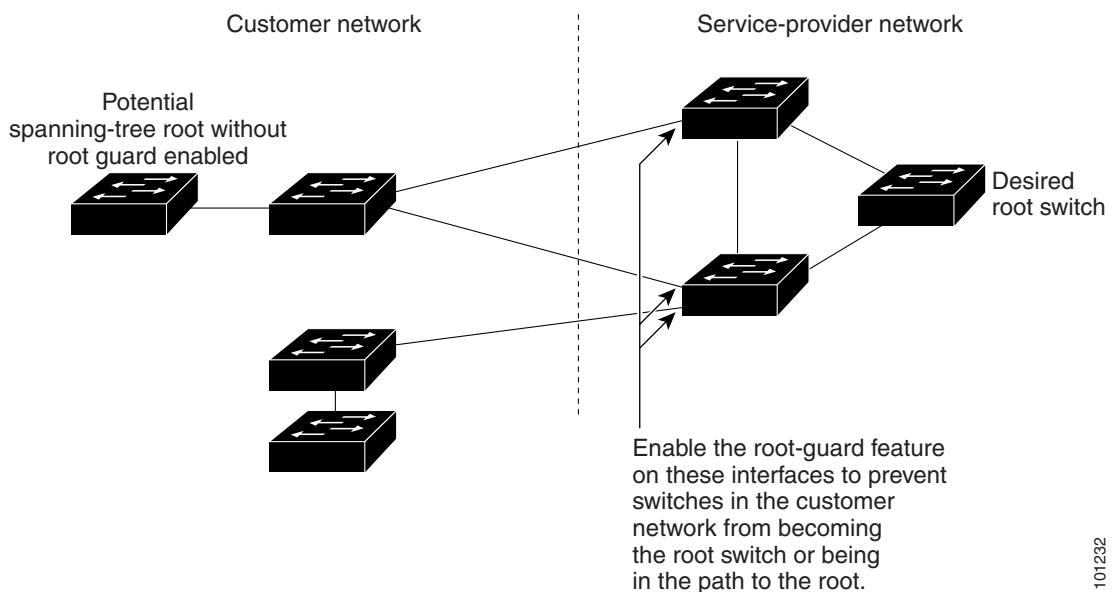 Customer network
Service-provider network
Potential
spanning-tree root without
root guard enabled
Desired
root switch
Enable the root-guard feature
on these interfaces to prevent
switches in the customer
network from becoming
the root switch or being
in the path to the root.
101232